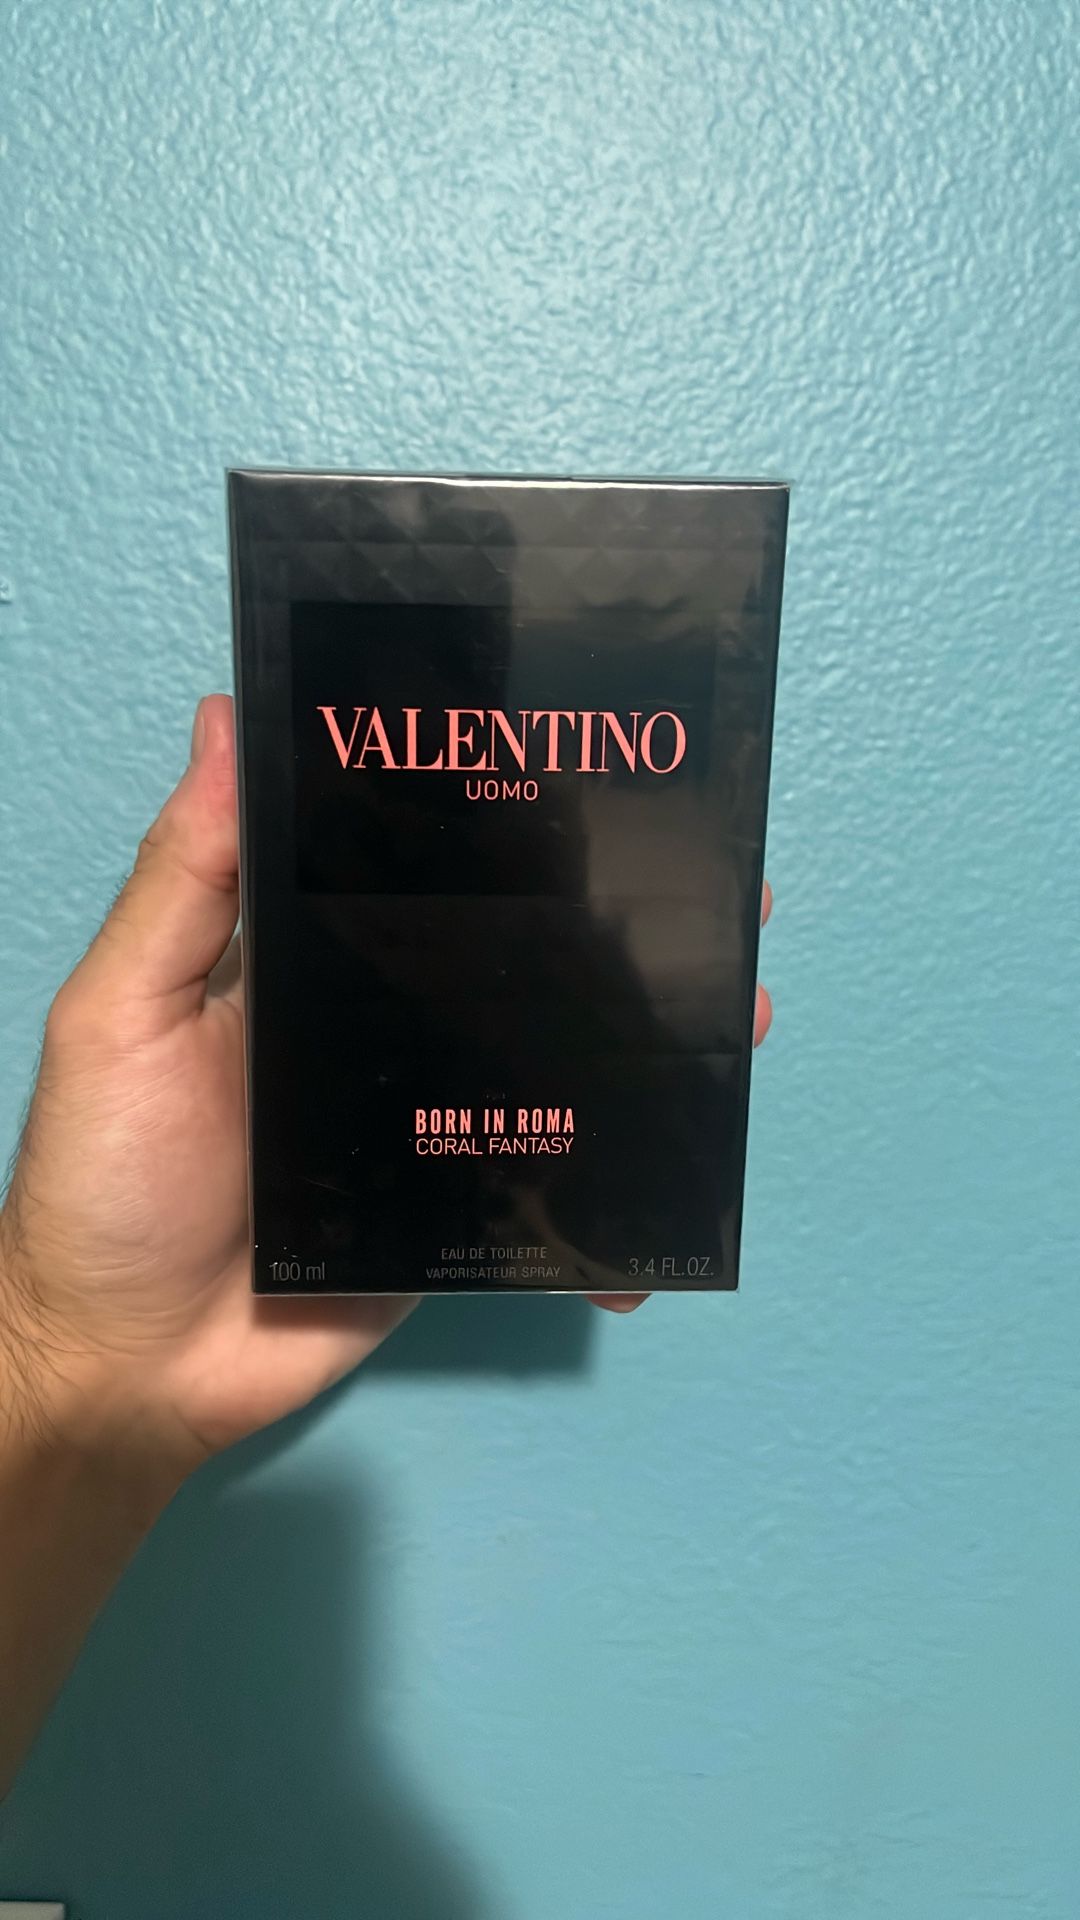 VALENTINO
UOMO
BORN IN ROMA
CORAL FANTASY
EAU DE TOILETTE
100 ml VAPORISATEUR SPRAY 3.4 FL.OZ.